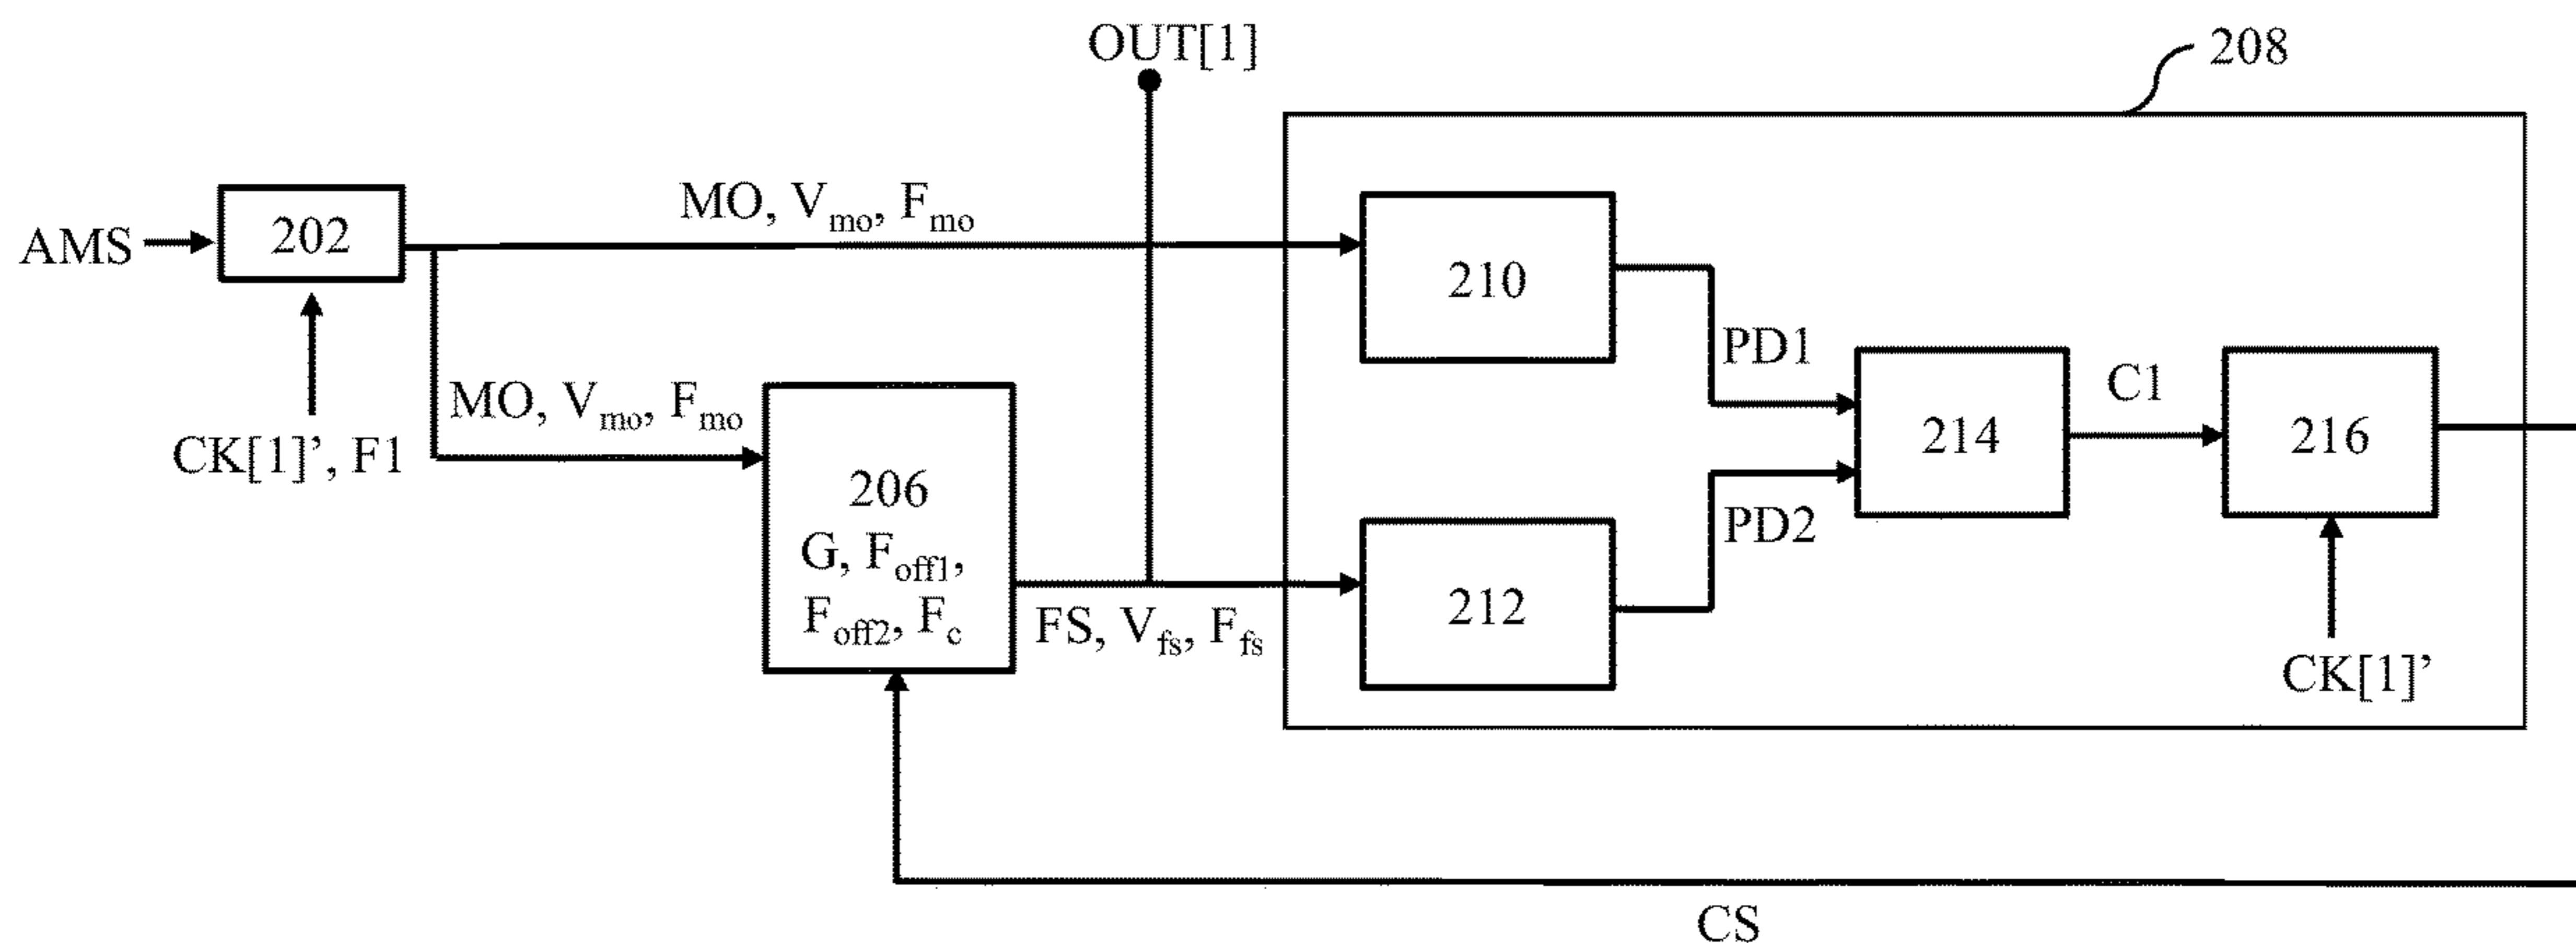 OUT[1]
208
MO, Vmo, Fmo
AMS
202
210
PD1
C1
MO, Vmo, Fmo
CK[1]’, F1
214
216
206
G, Foff1,
Foff2, Fc
PD2
FS, Vfs, Ffs
212
CK[1]’
CS